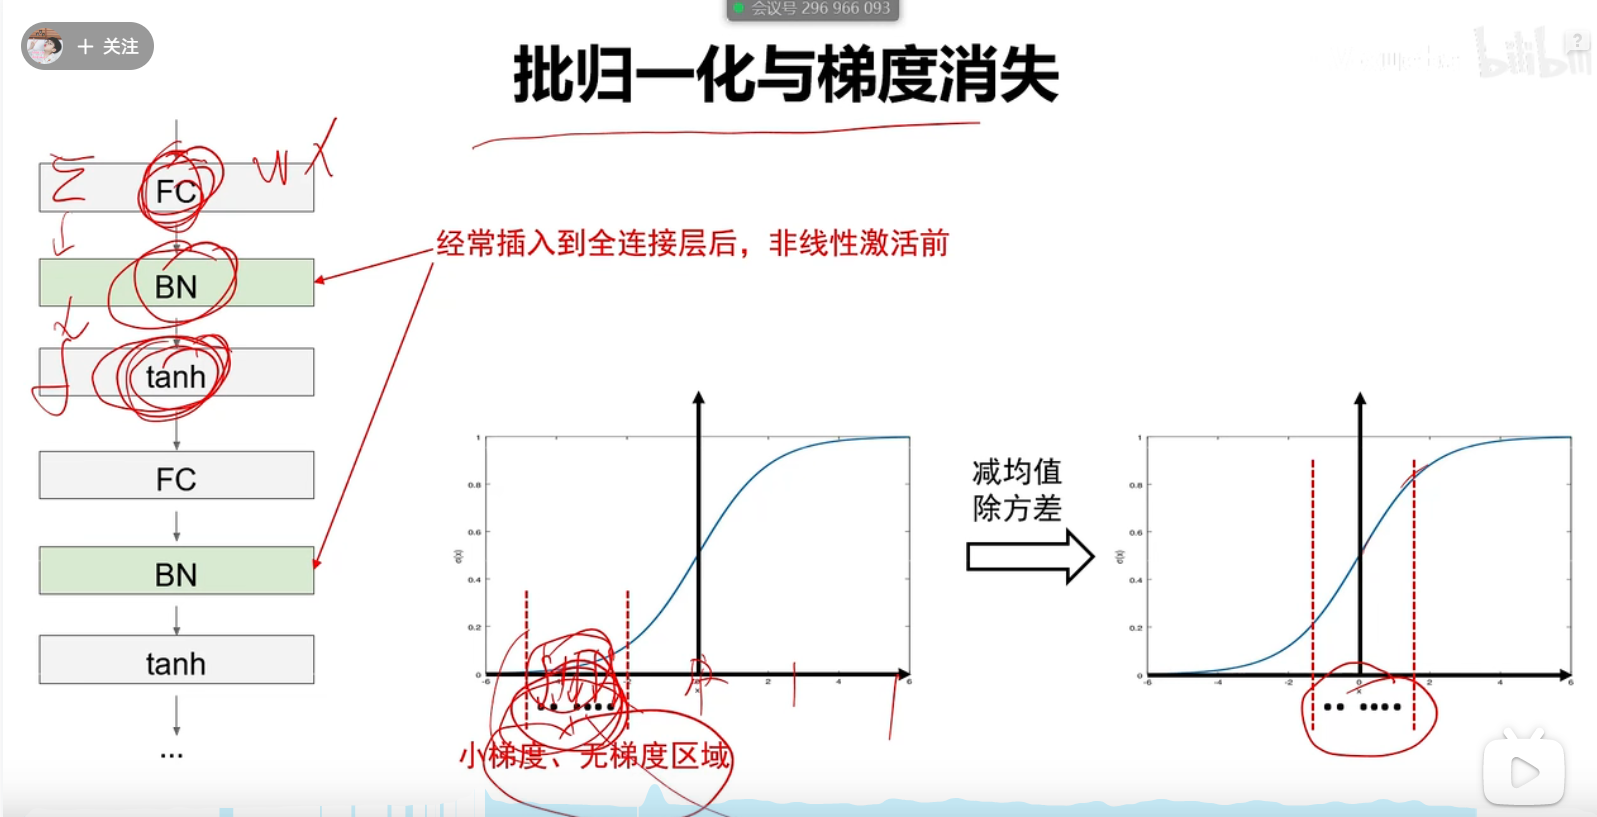 会议号 296 966 093
+ 关注
批归一化与梯度消失
bilibili
?
Σ
FC
WX
BN
经常插入到全连接层后，非线性激活前
tanh
FC
BN
tanh
...
1
0.8
0.6
0.4
0.2
0
σ(x)
-6
2
4
6
x
小梯度、无梯度区域
减均值
除方差
1
0.8
0.6
0.4
0.2
0
σ(x)
-6
-4
-2
0
2
4
6
x